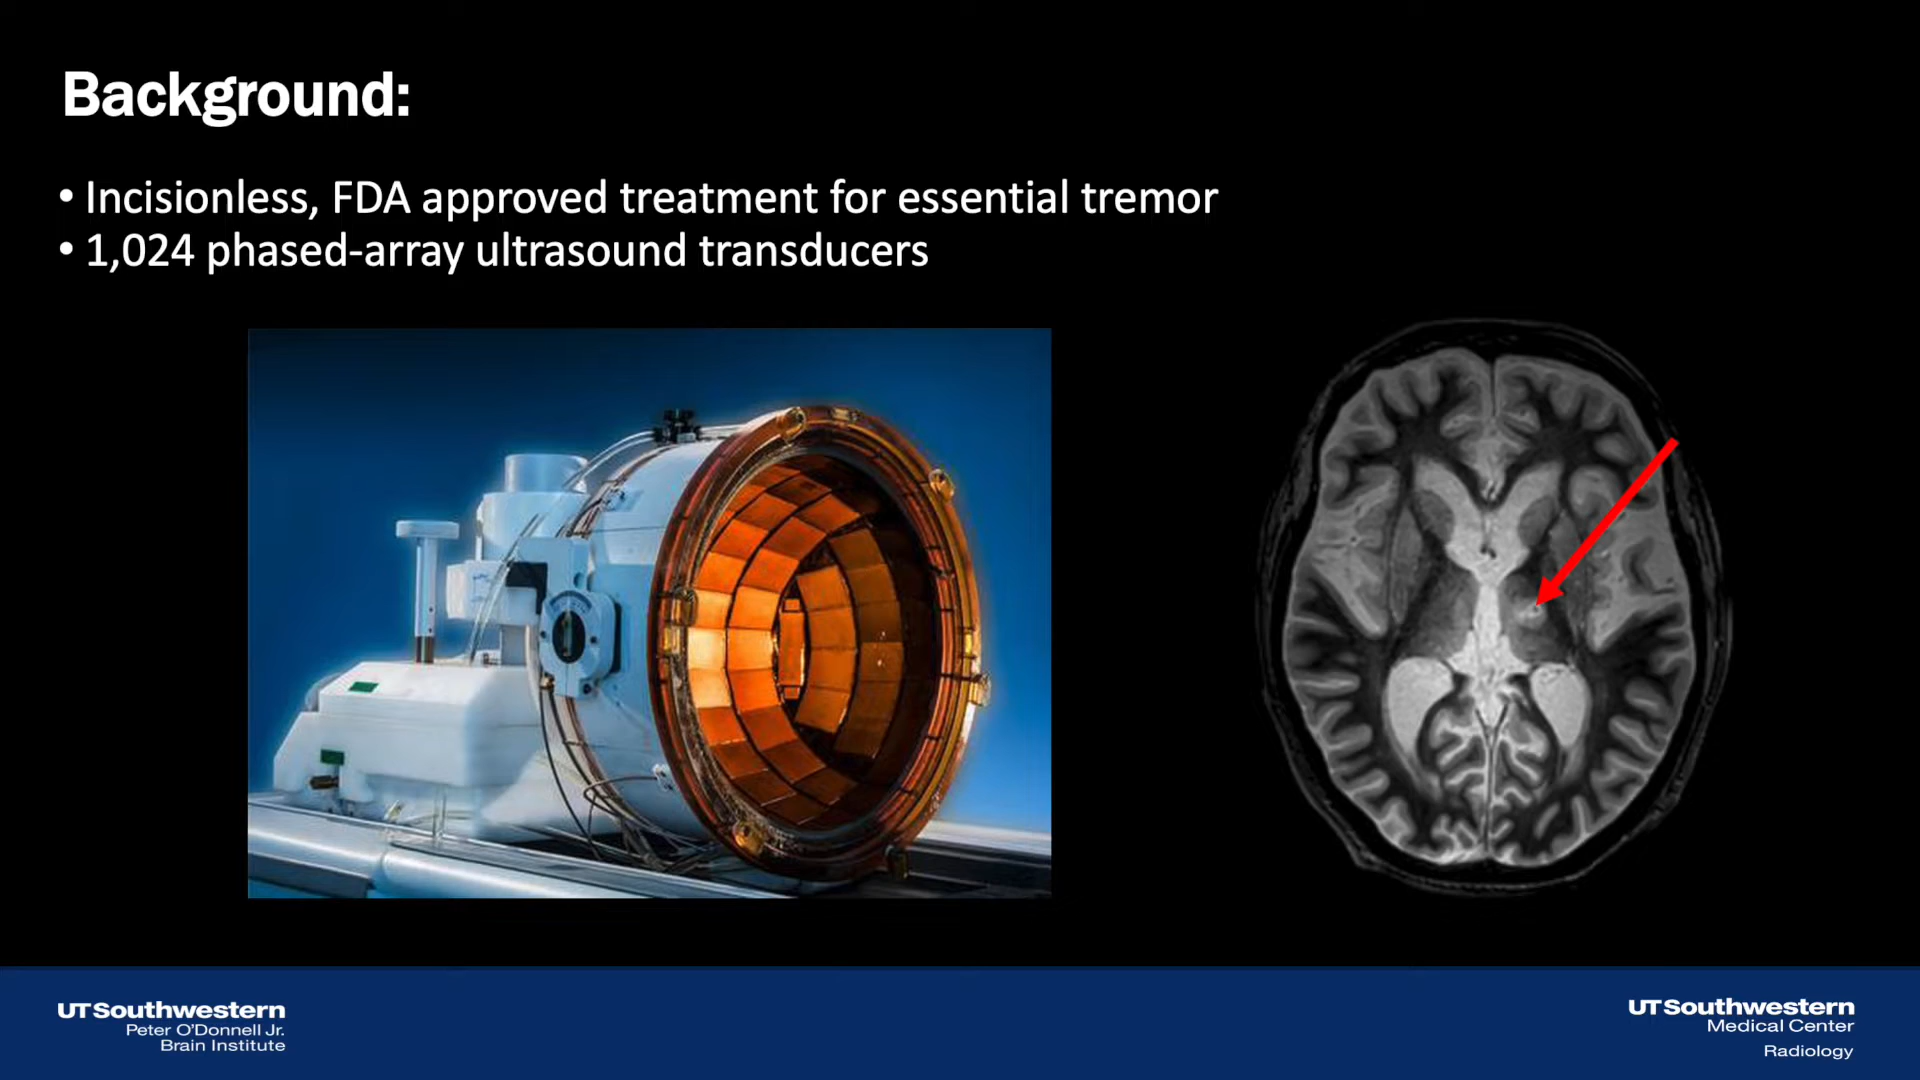 Background:
• Incisionless, FDA approved treatment for essential tremor
• 1,024 phased-array ultrasound transducers
UTSouthwestern
Peter O'Donnell Jr.
Brain Institute
UTSouthwestern
Medical Center
Radiology